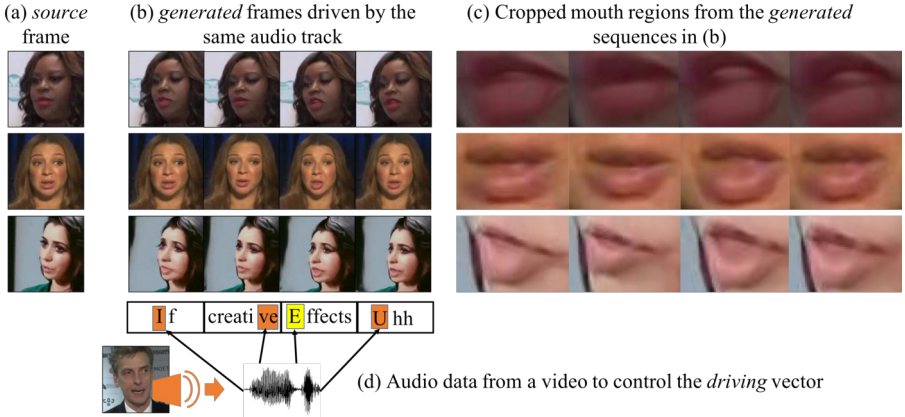 (a) source frame
(b) generated frames driven by the same audio track
(c) Cropped mouth regions from the generated sequences in (b)
I f
creati ve
E ffects
U hh
(d) Audio data from a video to control the driving vector